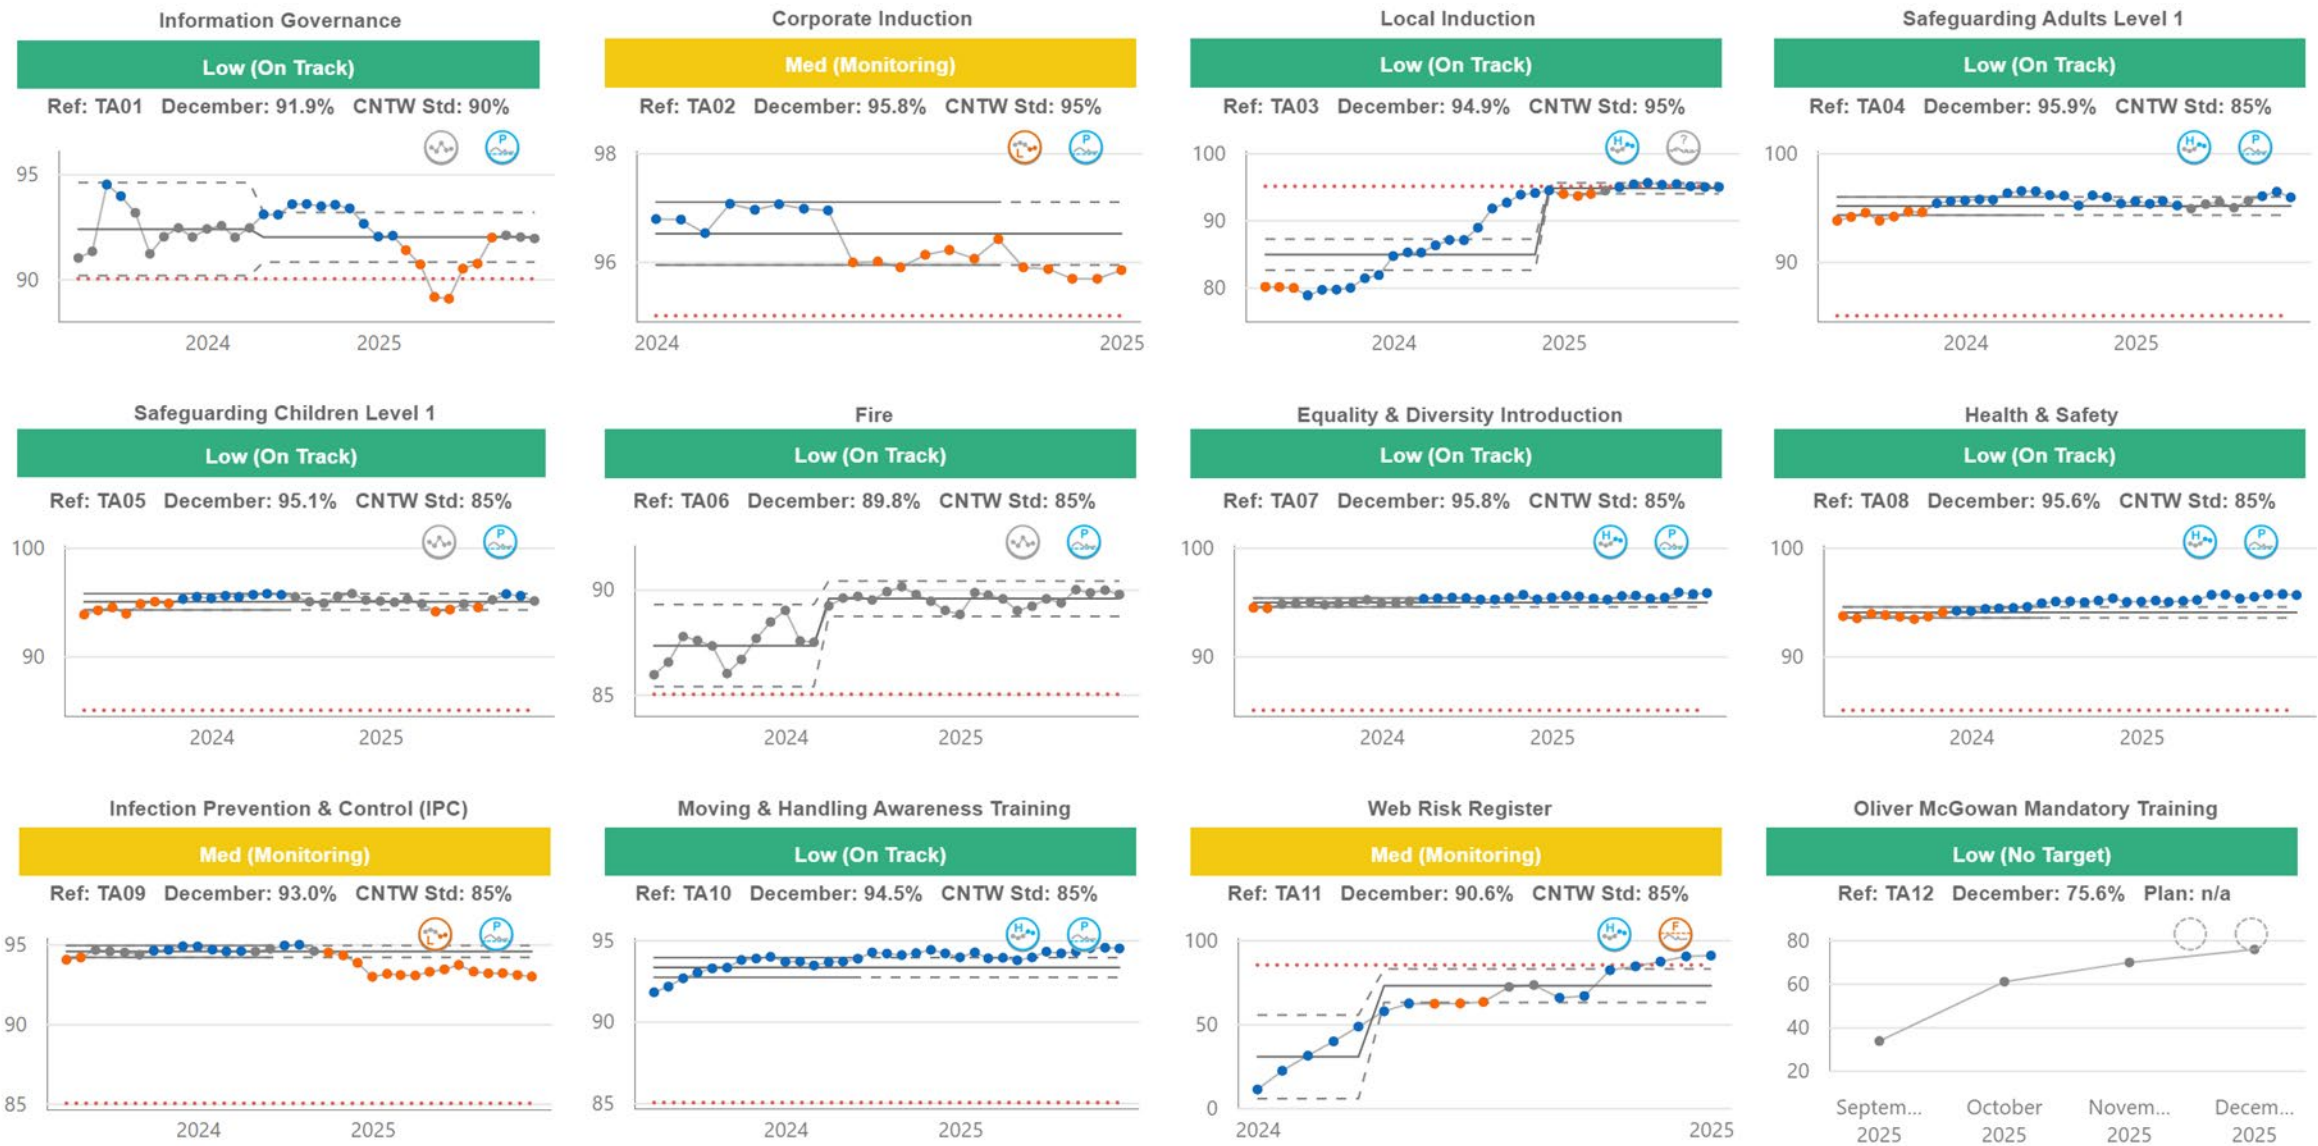 Information Governance
Low (On Track)
Ref: TA01 December: 91.9% CNTW Std: 90%
P
95
90
2024 2025
Corporate Induction
Med (Monitoring)
Ref: TA02 December: 95.8% CNTW Std: 95%
L P
98
96
2024 2025
Local Induction
Low (On Track)
Ref: TA03 December: 94.9% CNTW Std: 95%
H ?
100
90
80
2024 2025
Safeguarding Adults Level 1
Low (On Track)
Ref: TA04 December: 95.9% CNTW Std: 85%
H P
100
90
2024 2025
Safeguarding Children Level 1
Low (On Track)
Ref: TA05 December: 95.1% CNTW Std: 85%
P
100
90
2024 2025
Fire
Low (On Track)
Ref: TA06 December: 89.8% CNTW Std: 85%
P
90
85
2024 2025
Equality & Diversity Introduction
Low (On Track)
Ref: TA07 December: 95.8% CNTW Std: 85%
H P
100
90
2024 2025
Health & Safety
Low (On Track)
Ref: TA08 December: 95.6% CNTW Std: 85%
H P
100
90
2024 2025
Infection Prevention & Control (IPC)
Med (Monitoring)
Ref: TA09 December: 93.0% CNTW Std: 85%
L P
95
90
85
2024 2025
Moving & Handling Awareness Training
Low (On Track)
Ref: TA10 December: 94.5% CNTW Std: 85%
H P
95
90
85
2024 2025
Web Risk Register
Med (Monitoring)
Ref: TA11 December: 90.6% CNTW Std: 85%
H F
100
50
0
2024 2025
Oliver McGowan Mandatory Training
Low (No Target)
Ref: TA12 December: 75.6% Plan: n/a
80
60
40
20
Septem... October Novem... Decem...
2025 2025 2025 2025